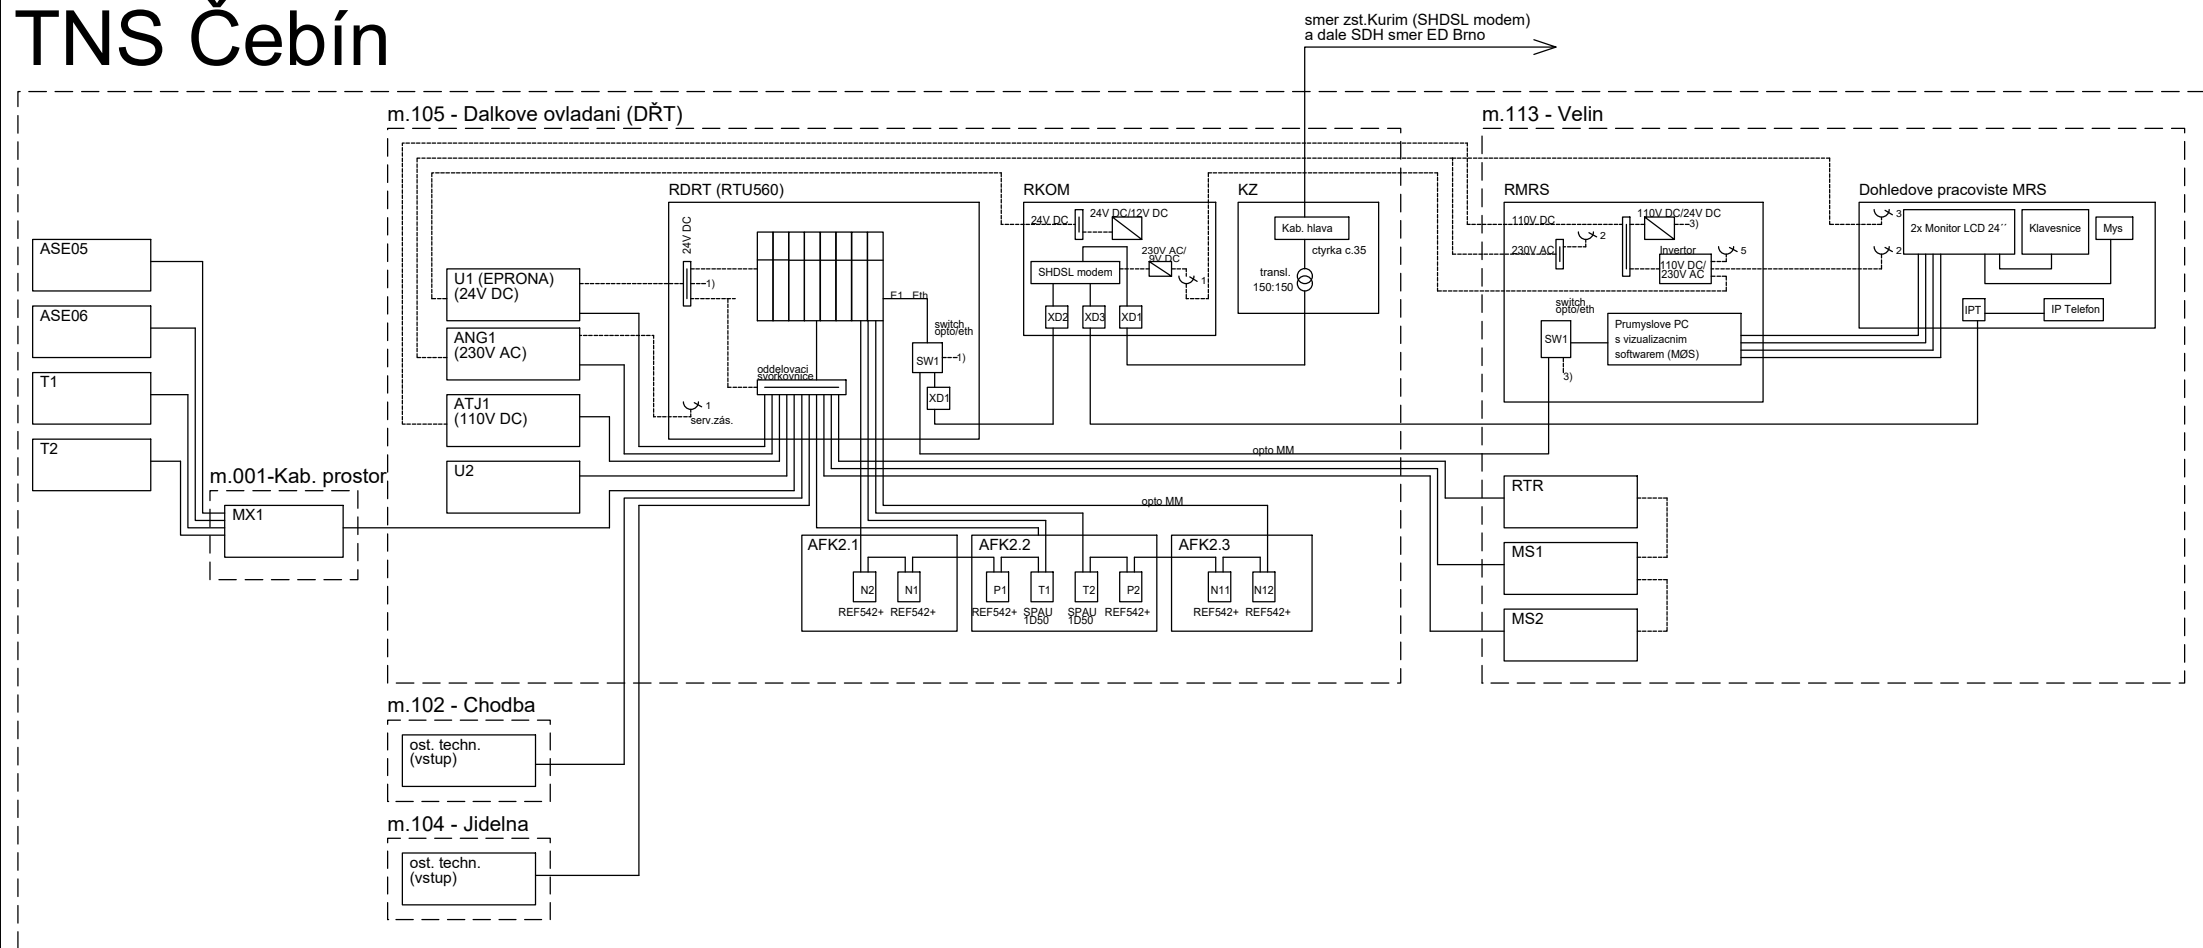 TNS Čebín
smer zst.Kurim (SHDSL modem)
a dale SDH smer ED Brno
m.105 - Dalkove ovladani (DŘT)
m.113 - Velin
RDRT (RTU560)
RKOM
KZ
RMRS
Dohledove pracoviste MRS
ASE05
ASE06
T1
T2
m.001-Kab. prostor
MX1
U1 (EPRONA)
(24V DC)
ANG1
(230V AC)
ATJ1
(110V DC)
U2
24V DC
1)
E1
Eth
switch
opto/eth
SW1
1)
XD1
oddelovaci
svorkovnice
1
serv.zás.
24V DC
24V DC/12V DC
230V AC/
9V DC
SHDSL modem
1
XD2
XD3
XD1
Kab. hlava
ctyrka c.35
transl.
150:150
110V DC
110V DC/24V DC
3)
2
230V AC
Invertor
5
110V DC/
230V AC
switch
opto/eth
SW1
3)
Prumyslove PC
s vizualizacnim
softwarem (MØS)
3
2
2x Monitor LCD 24´´
Klavesnice
Mys
IPT
IP Telefon
opto MM
opto MM
RTR
MS1
MS2
AFK2.1
AFK2.2
AFK2.3
N2
N1
P1
T1
T2
P2
N11
N12
REF542+
REF542+
REF542+
SPAU
1D50
SPAU
1D50
REF542+
REF542+
REF542+
m.102 - Chodba
ost. techn.
(vstup)
m.104 - Jidelna
ost. techn.
(vstup)